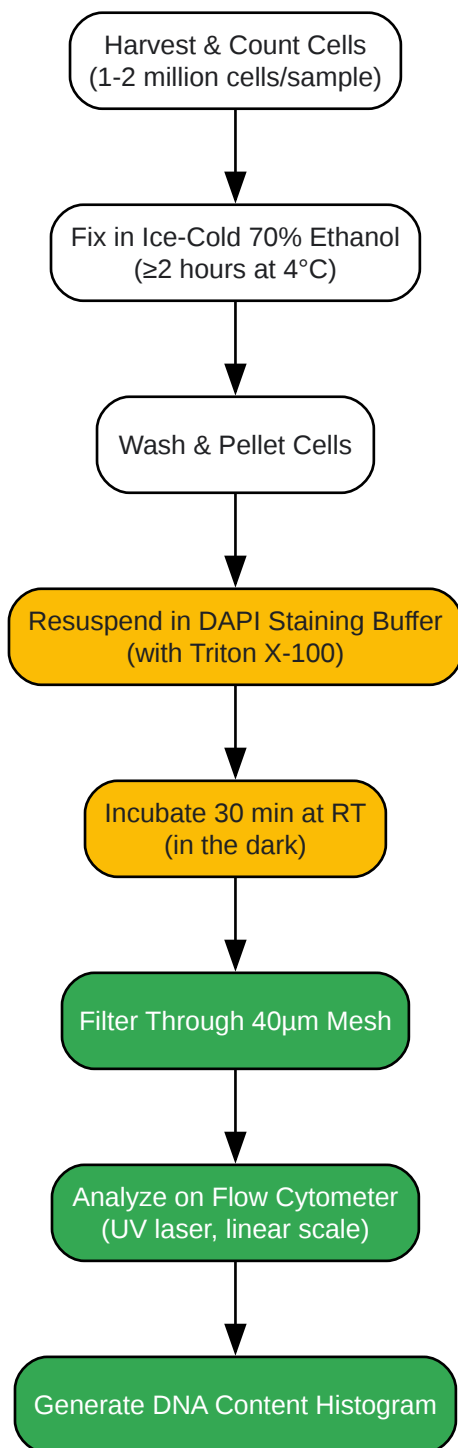 Harvest & Count Cells
(1-2 million cells/sample)
Fix in Ice-Cold 70% Ethanol
(≥2 hours at 4°C)
Wash & Pellet Cells
Resuspend in DAPI Staining Buffer
(with Triton X-100)
Incubate 30 min at RT
(in the dark)
Filter Through 40µm Mesh
Analyze on Flow Cytometer
(UV laser, linear scale)
Generate DNA Content Histogram